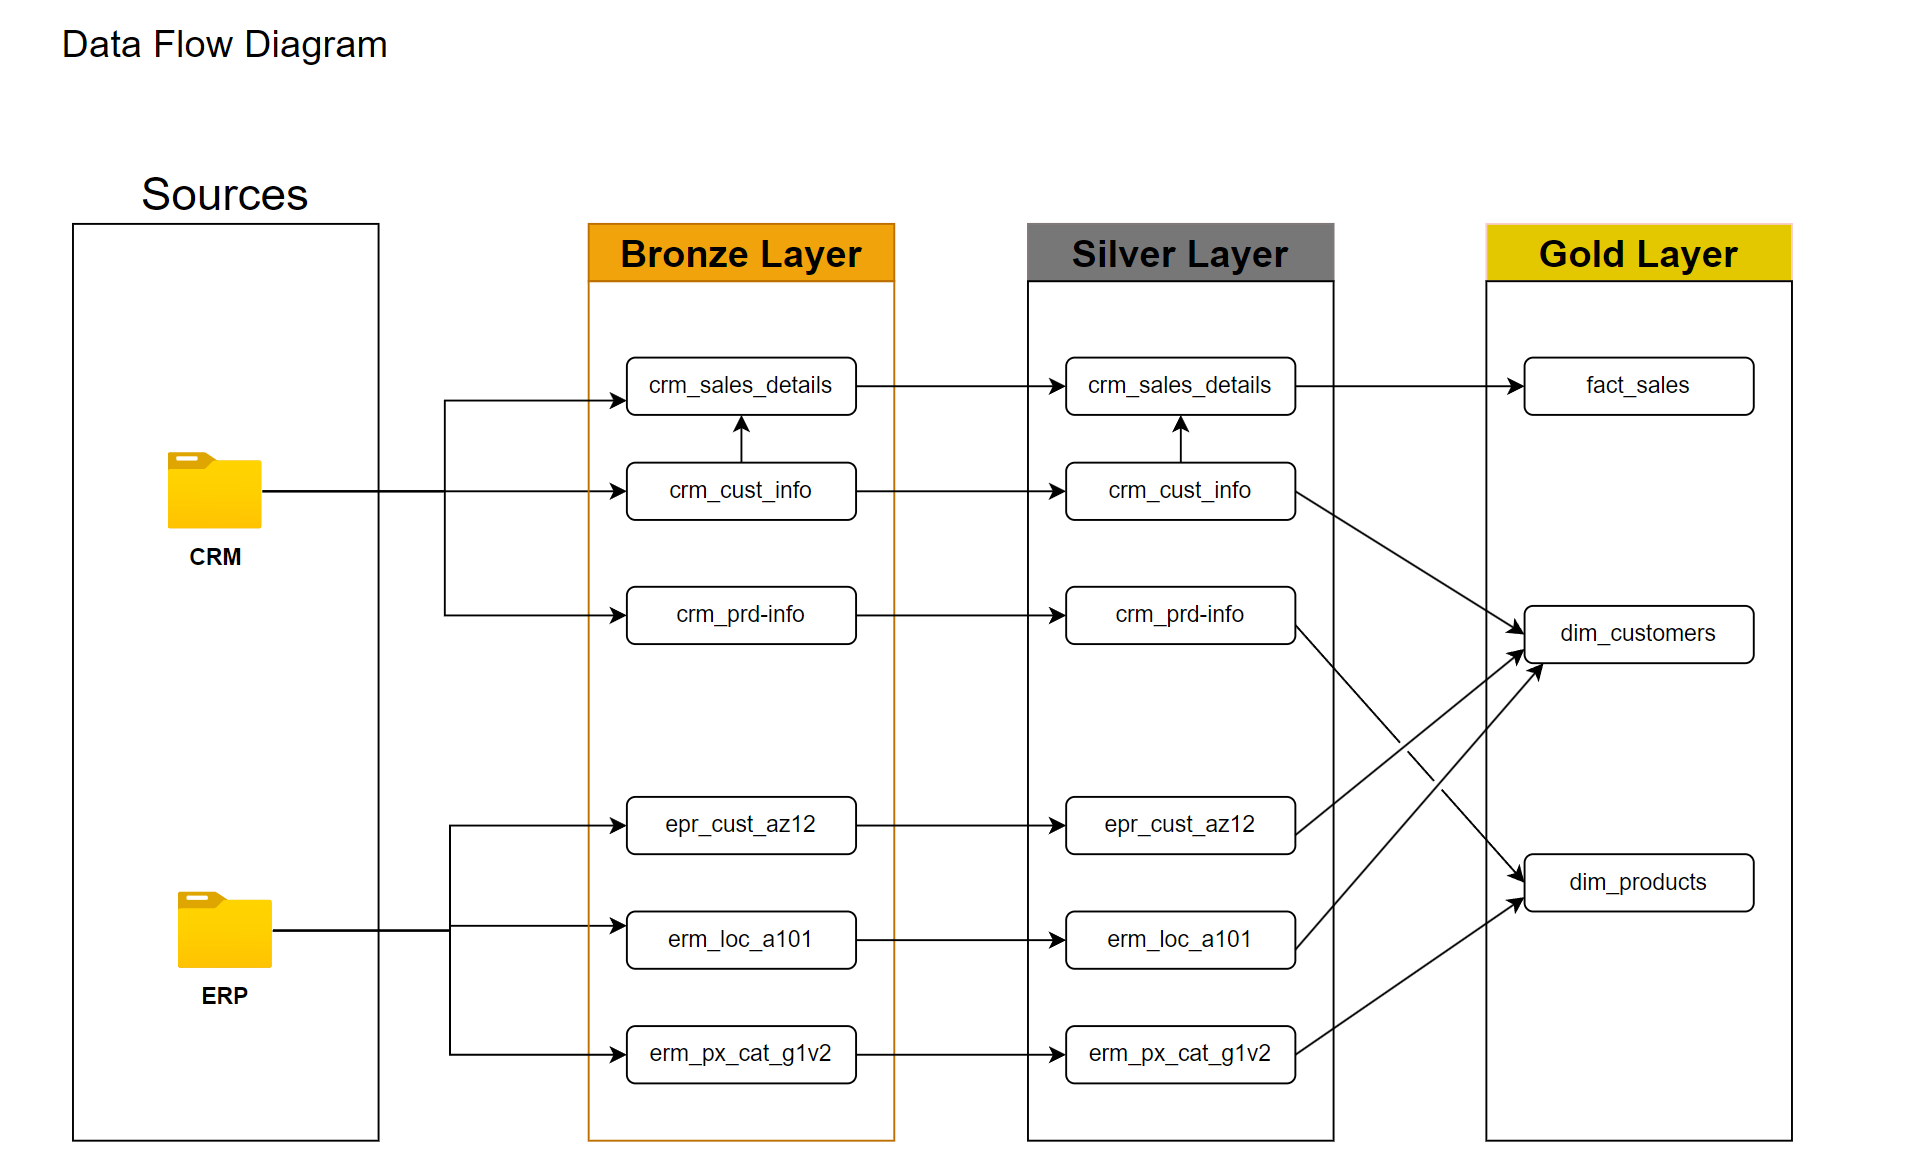 Data Flow Diagram
Sources
Bronze Layer
Silver Layer
Gold Layer
crm_sales_details
crm_sales_details
fact_sales
crm_cust_info
crm_cust_info
CRM
crm_prd-info
crm_prd-info
dim_customers
epr_cust_az12
epr_cust_az12
dim_products
erm_loc_a101
erm_loc_a101
ERP
erm_px_cat_g1v2
erm_px_cat_g1v2